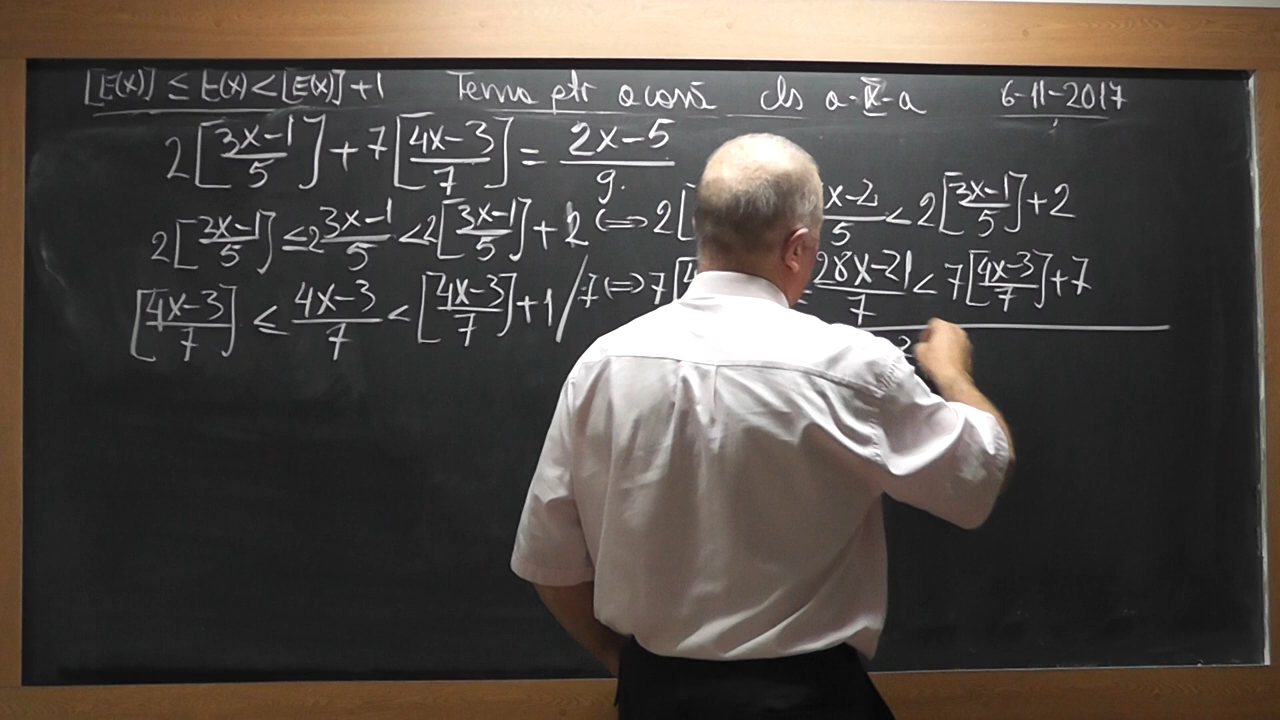 [E(x)] ≤ E(x) < [E(x)] + 1 Tema ptr acasă cls a-IX-a 6-11-2017
2[(3x-1)/5] + 7[(4x-3)/7] = (2x-5)/9.
2[(3x-1)/5] ≤ 2 (3x-1)/5 < 2[(3x-1)/5] + 2 (⇒ 2[ x-2/5 < 2[(3x-1)/5] + 2
[(4x-3)/7] ≤ (4x-3)/7 < [(4x-3)/7] + 1 / 7 (⇒ 7[4 (28x-21)/7 < 7[(4x-3)/7] + 7